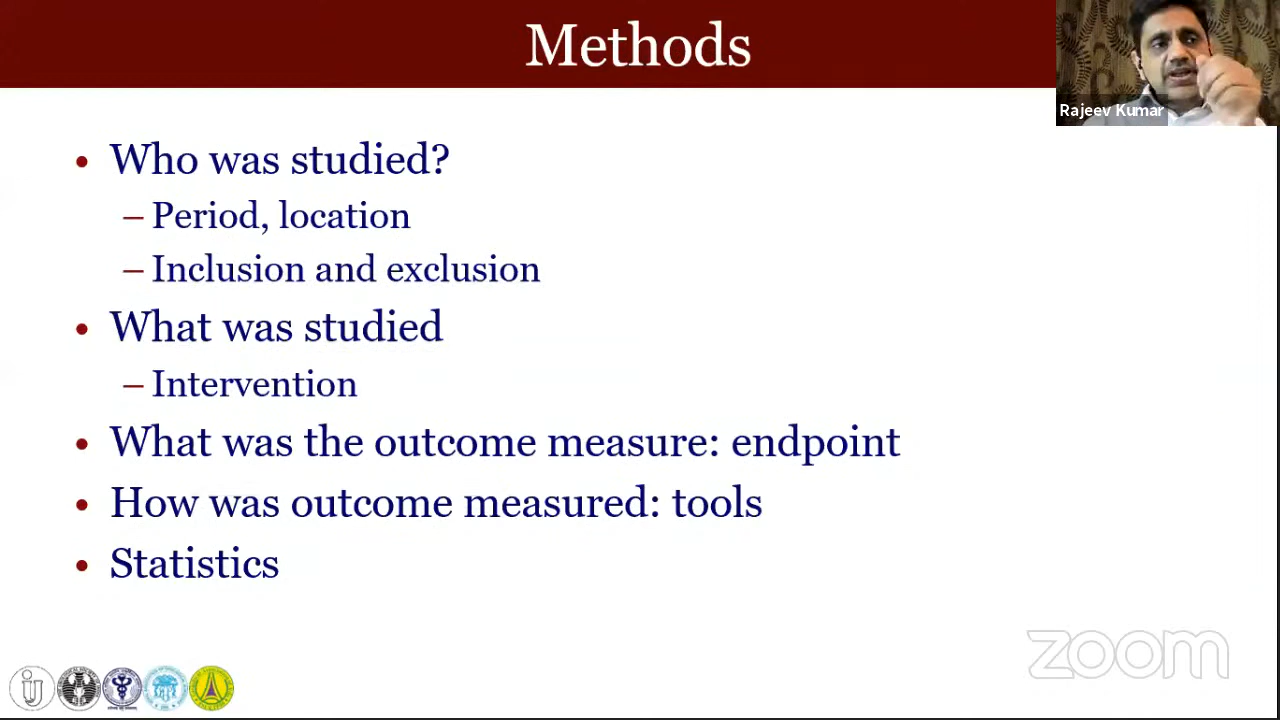 Methods
Rajeev Kumar
• Who was studied?
– Period, location
– Inclusion and exclusion
• What was studied
– Intervention
• What was the outcome measure: endpoint
• How was outcome measured: tools
• Statistics
zoom